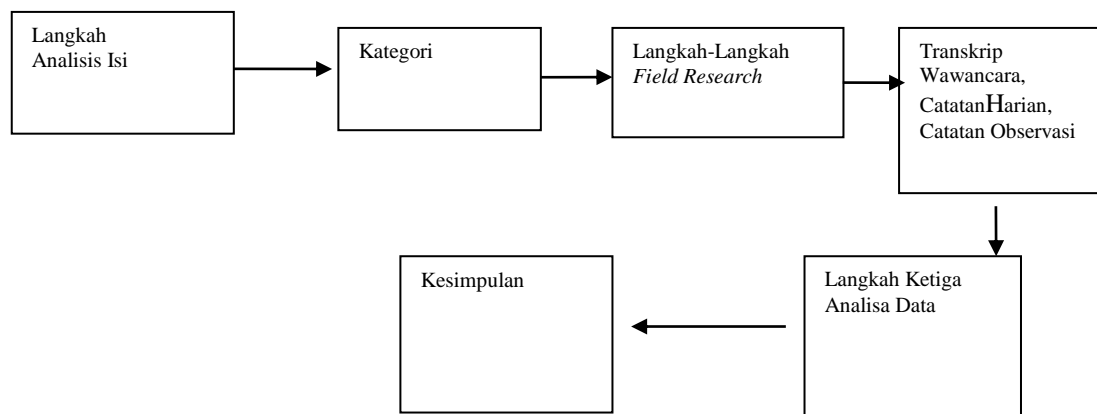 Langkah
Analisis Isi
Kategori
Langkah-Langkah
Field Research
Transkrip
Wawancara,
CatatanHarian,
Catatan Observasi
Langkah Ketiga
Analisa Data
Kesimpulan